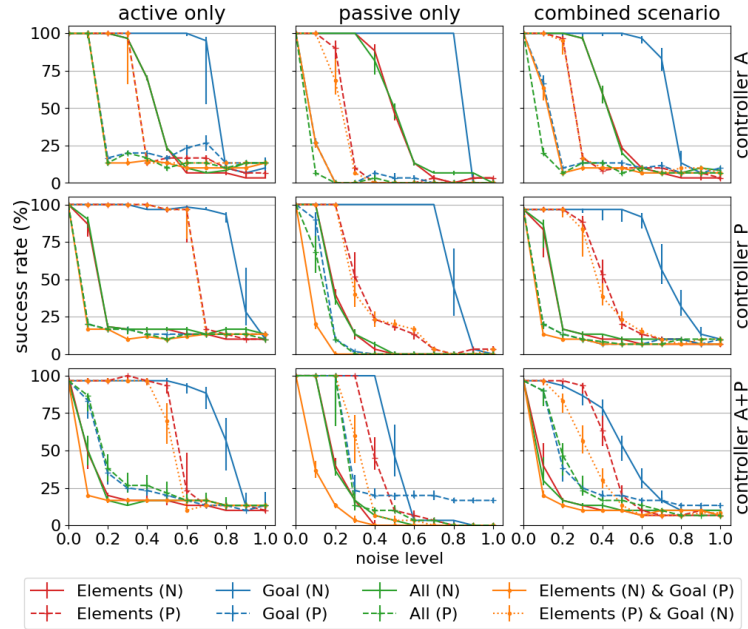 active only
passive only
combined scenario
100
75
50
25
0
controller A
100
75
50
25
0
success rate (%)
controller P
100
75
50
25
0
controller A+P
0.0 0.2 0.4 0.6 0.8 1.0
0.0 0.2 0.4 0.6 0.8 1.0
0.0 0.2 0.4 0.6 0.8 1.0
noise level
Elements (N)
Goal (N)
All (N)
Elements (N) & Goal (P)
Elements (P)
Goal (P)
All (P)
Elements (P) & Goal (N)